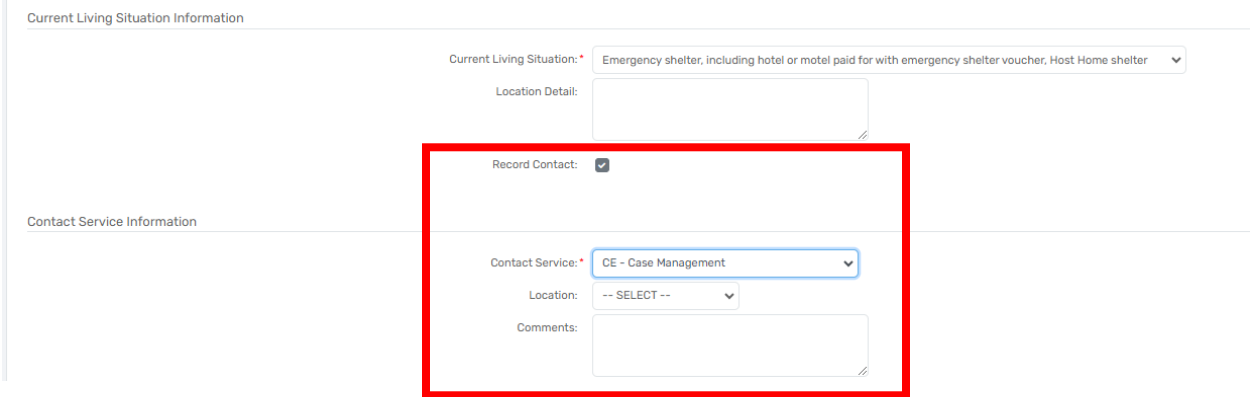 Current Living Situation Information
Current Living Situation:* Emergency shelter, including hotel or motel paid for with emergency shelter voucher, Host Home shelter
Location Detail:
Record Contact:
Contact Service Information
Contact Service:* CE - Case Management
Location: -- SELECT --
Comments: